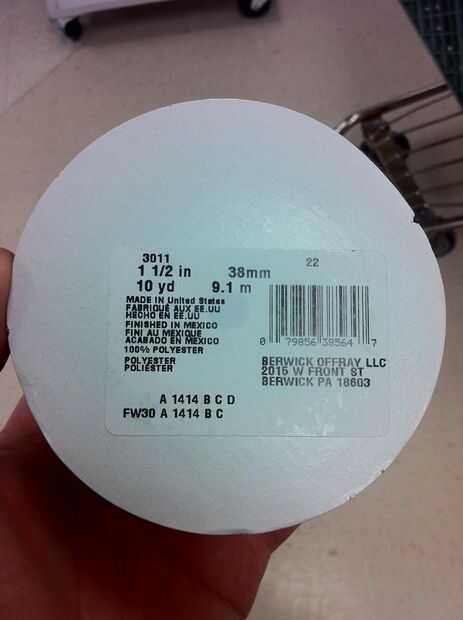 3011
22
1 1/2 in 38mm
10 yd 9.1 m
MADE IN United States
FABRIQUÉ AUX EE.UU
HECHO EN EE.UU
FINISHED IN MEXICO
FINI AU MEXIQUE
ACABADO EN MEXICO
100% POLYESTER
POLYESTER
POLIESTER
0 79856 38564 7
BERWICK OFFRAY LLC
2015 W FRONT ST
BERWICK PA 18603
A 1414 B C D
FW30 A 1414 B C